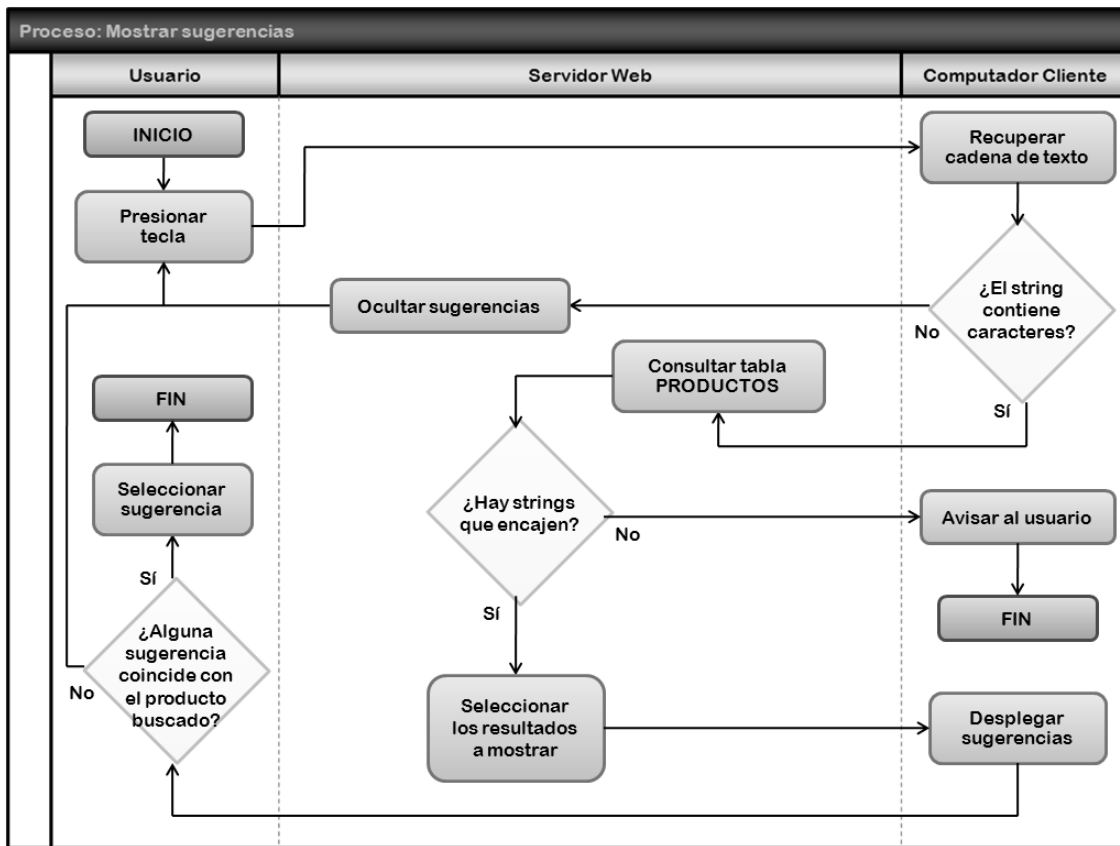 Proceso: Mostrar sugerencias
Usuario
Servidor Web
Computador Cliente
INICIO
Recuperar
cadena de texto
Presionar
tecla
¿El string
contiene
caracteres?
Ocultar sugerencias
No
Consultar tabla
PRODUCTOS
FIN
Sí
Seleccionar
sugerencia
¿Hay strings
que encajen?
Avisar al usuario
No
Sí
Sí
FIN
¿Alguna
sugerencia
coincide con
el producto
buscado?
No
Seleccionar
los resultados
a mostrar
Desplegar
sugerencias